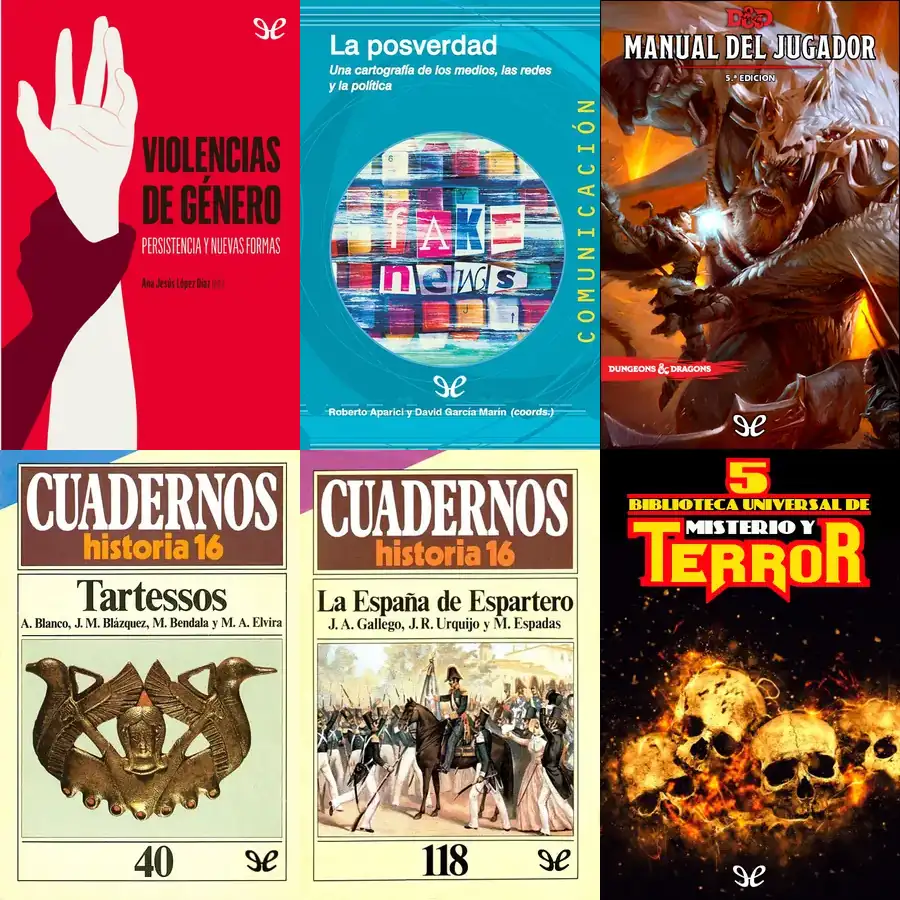 VIOLENCIAS
DE GÉNERO
PERSISTENCIA Y NUEVAS FORMAS
Ana Jesús López Díaz
La posverdad
Una cartografía de los medios, las redes
y la política
COMUNICACIÓN
FAKE
news
Roberto Aparici y David García Marín (coords.)
D&D
MANUAL DEL JUGADOR
5.ª EDICION
DUNGEONS & DRAGONS
CUADERNOS
historia 16
Tartessos
A. Blanco, J. M. Blázquez, M. Bendala y M. A. Elvira
40
CUADERNOS
historia 16
La España de Espartero
J. A. Gallego, J. R. Urquijo y M. Espadas
118
5
BIBLIOTECA UNIVERSAL DE
MISTERIO Y
TERROR